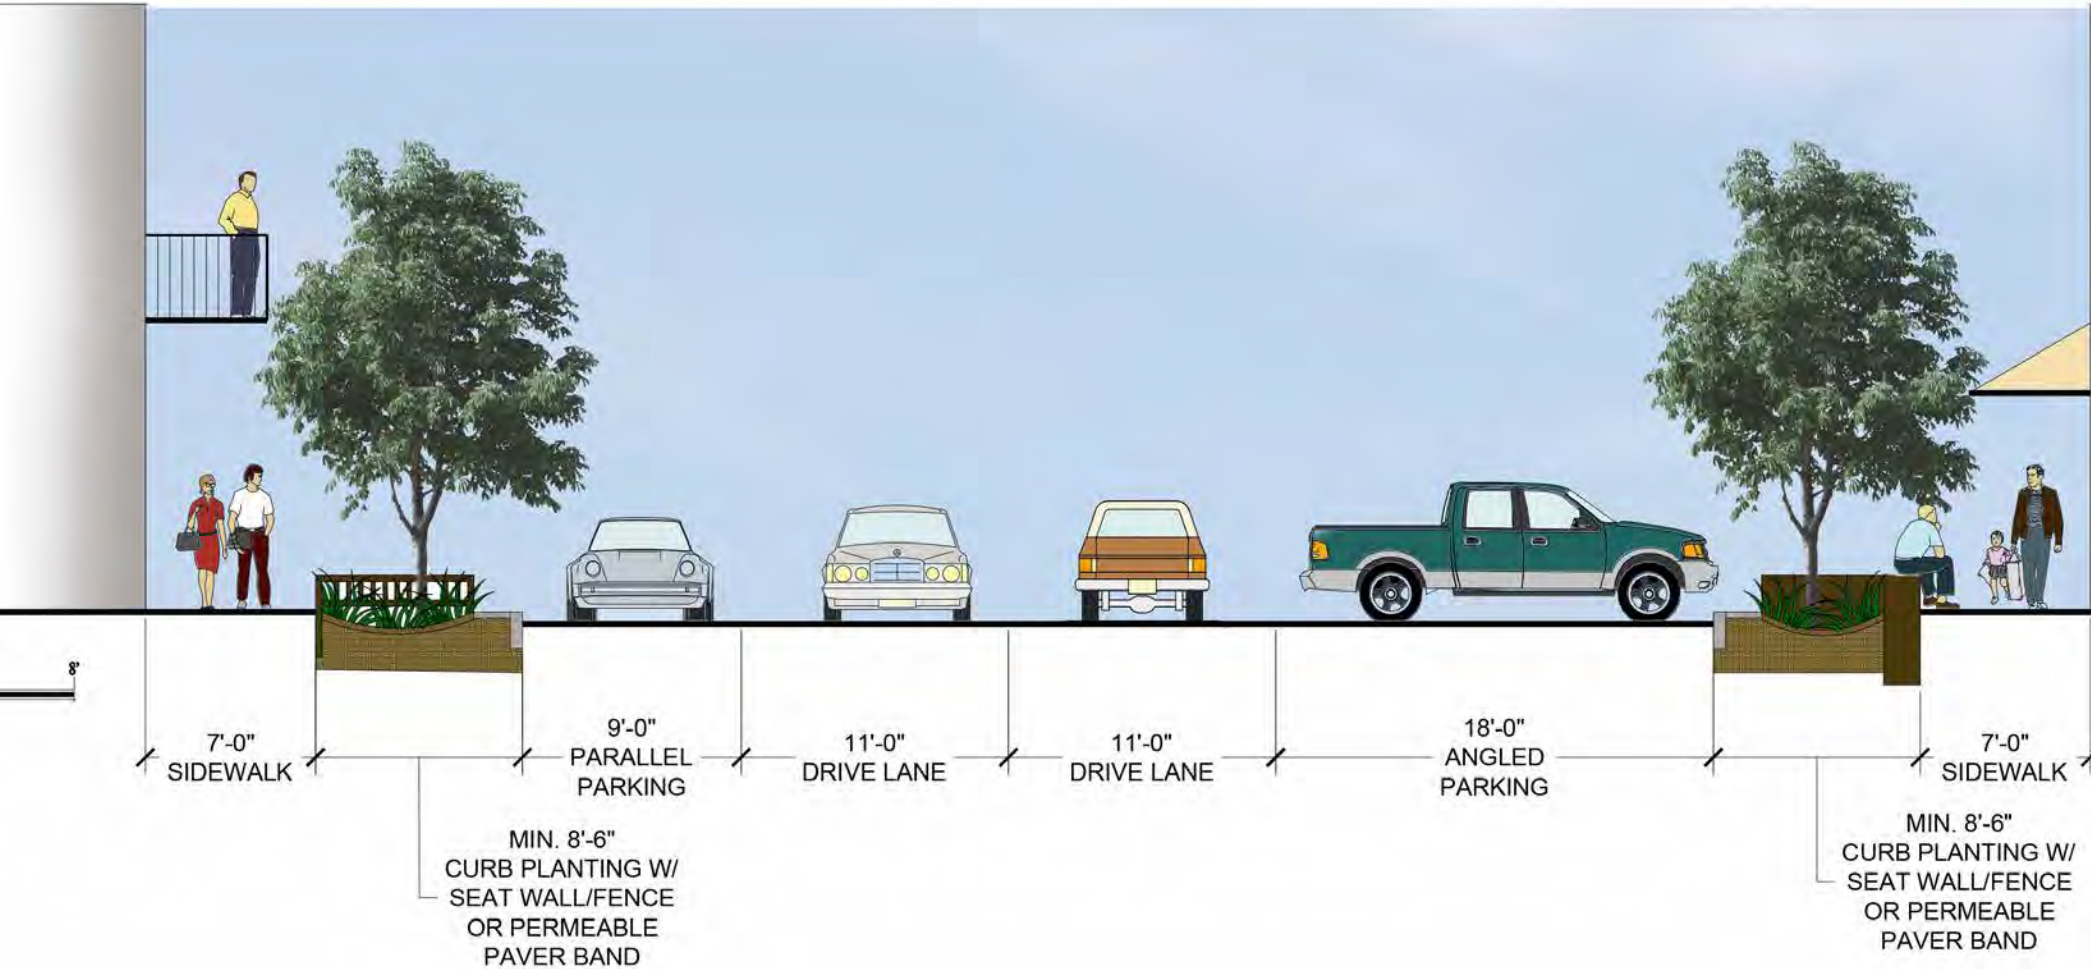 8'
7'-0"
SIDEWALK
9'-0"
PARALLEL
PARKING
11'-0"
DRIVE LANE
11'-0"
DRIVE LANE
18'-0"
ANGLED
PARKING
7'-0"
SIDEWALK
MIN. 8'-6"
CURB PLANTING W/
SEAT WALL/FENCE
OR PERMEABLE
PAVER BAND
MIN. 8'-6"
CURB PLANTING W/
SEAT WALL/FENCE
OR PERMEABLE
PAVER BAND